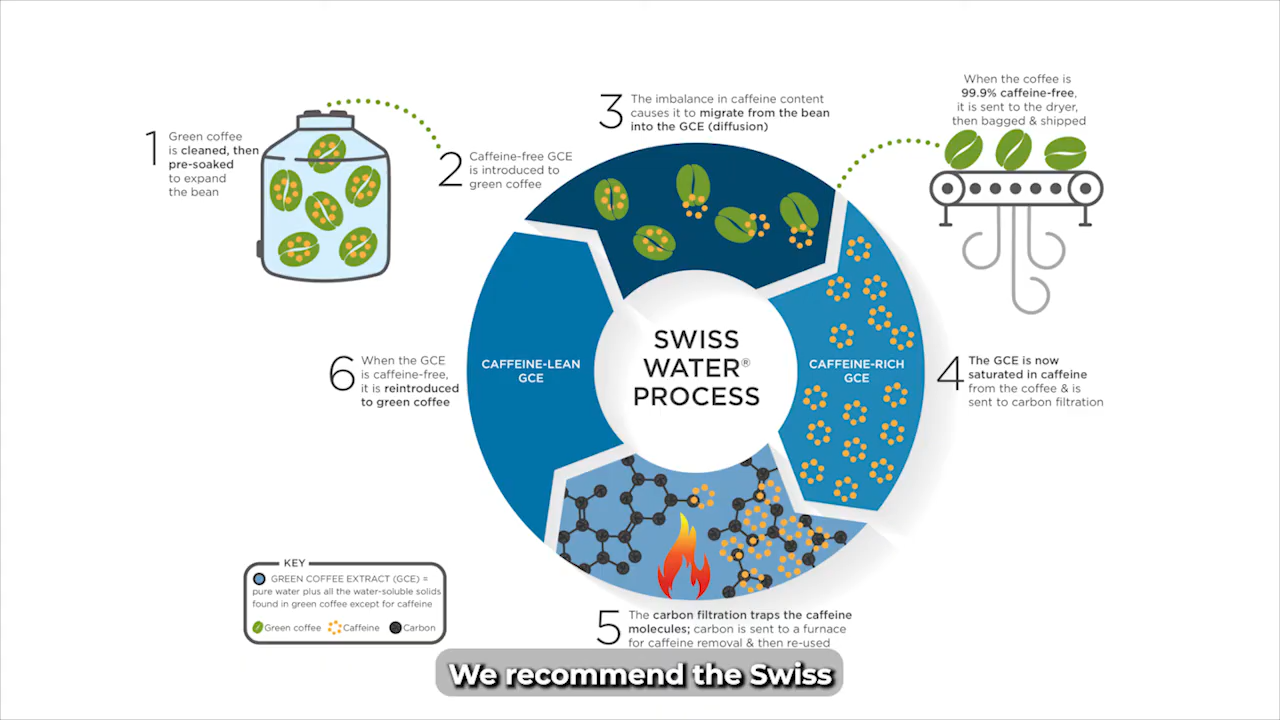 1
Green coffee
is cleaned, then
pre-soaked
to expand
the bean
2
Caffeine-free GCE
is introduced to
green coffee
3
The imbalance in caffeine content
causes it to migrate from the bean
into the GCE (diffusion)
When the coffee is
99.9% caffeine-free,
it is sent to the dryer,
then bagged & shipped
SWISS
WATER®
PROCESS
CAFFEINE-LEAN
GCE
CAFFEINE-RICH
GCE
4
The GCE is now
saturated in caffeine
from the coffee & is
sent to carbon filtration
5
The carbon filtration traps the caffeine
molecules; carbon is sent to a furnace
for caffeine removal & then re-used
6
When the GCE
is caffeine-free,
it is reintroduced
to green coffee
KEY
GREEN COFFEE EXTRACT (GCE) =
pure water plus all the water-soluble solids
found in green coffee except for caffeine
Green coffee
Caffeine
Carbon
We recommend the Swiss